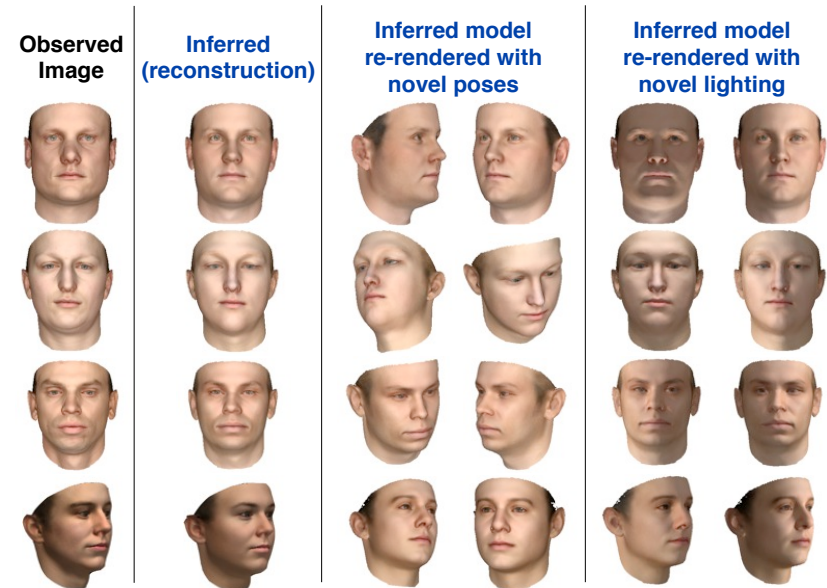 Observed
Image
Inferred
(reconstruction)
Inferred model
re-rendered with
novel poses
Inferred model
re-rendered with
novel lighting